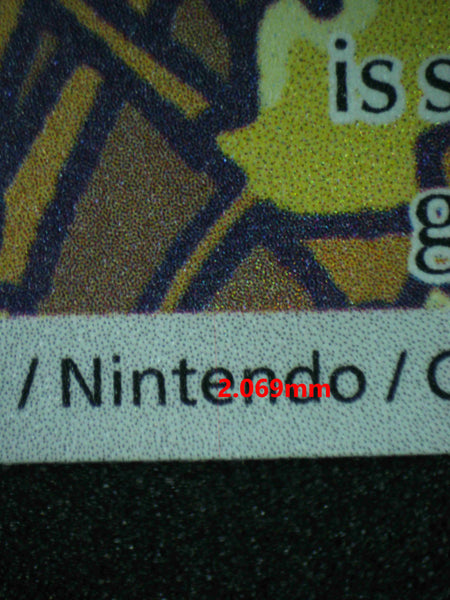 is s
g
/ Nintendo / C
2.069mm